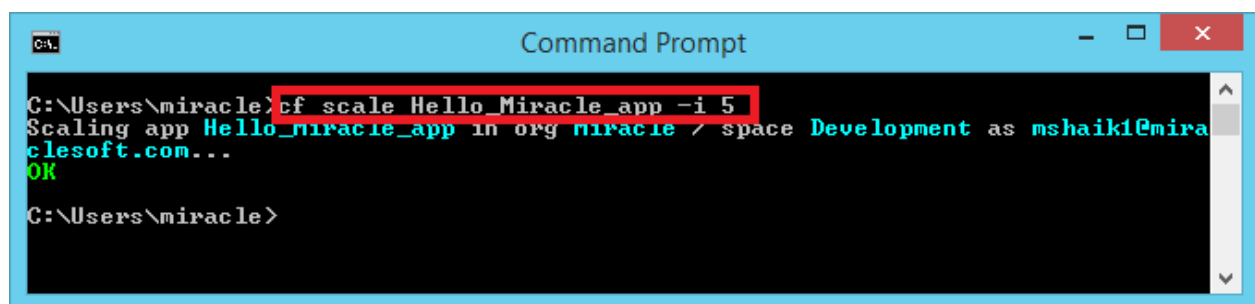 Command Prompt
C:\Users\miracle>cf scale Hello_Miracle_app -i 5
Scaling app Hello_Miracle_app in org Miracle / space Development as mshaik1@mira
clesoft.com...
OK
C:\Users\miracle>